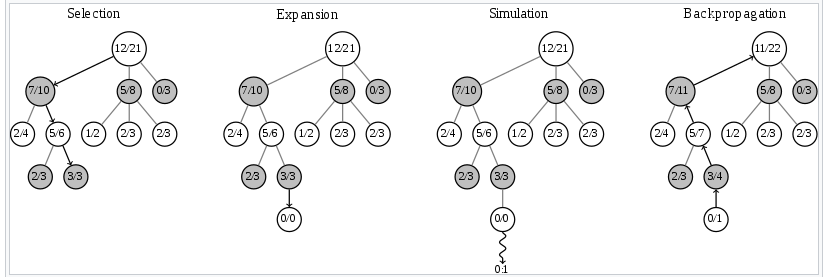 Selection Expansion Simulation Backpropagation
12/21 12/21 12/21 11/22
7/10 5/8 0/3 7/10 5/8 0/3 7/10 5/8 0/3 7/11 5/8 0/3
2/4 5/6 1/2 2/3 2/3 2/4 5/6 1/2 2/3 2/3 2/4 5/6 1/2 2/3 2/3 2/4 5/7 1/2 2/3 2/3
2/3 3/3 2/3 3/3 2/3 3/3 2/3 3/4
0/0 0/0 0/1
0:1